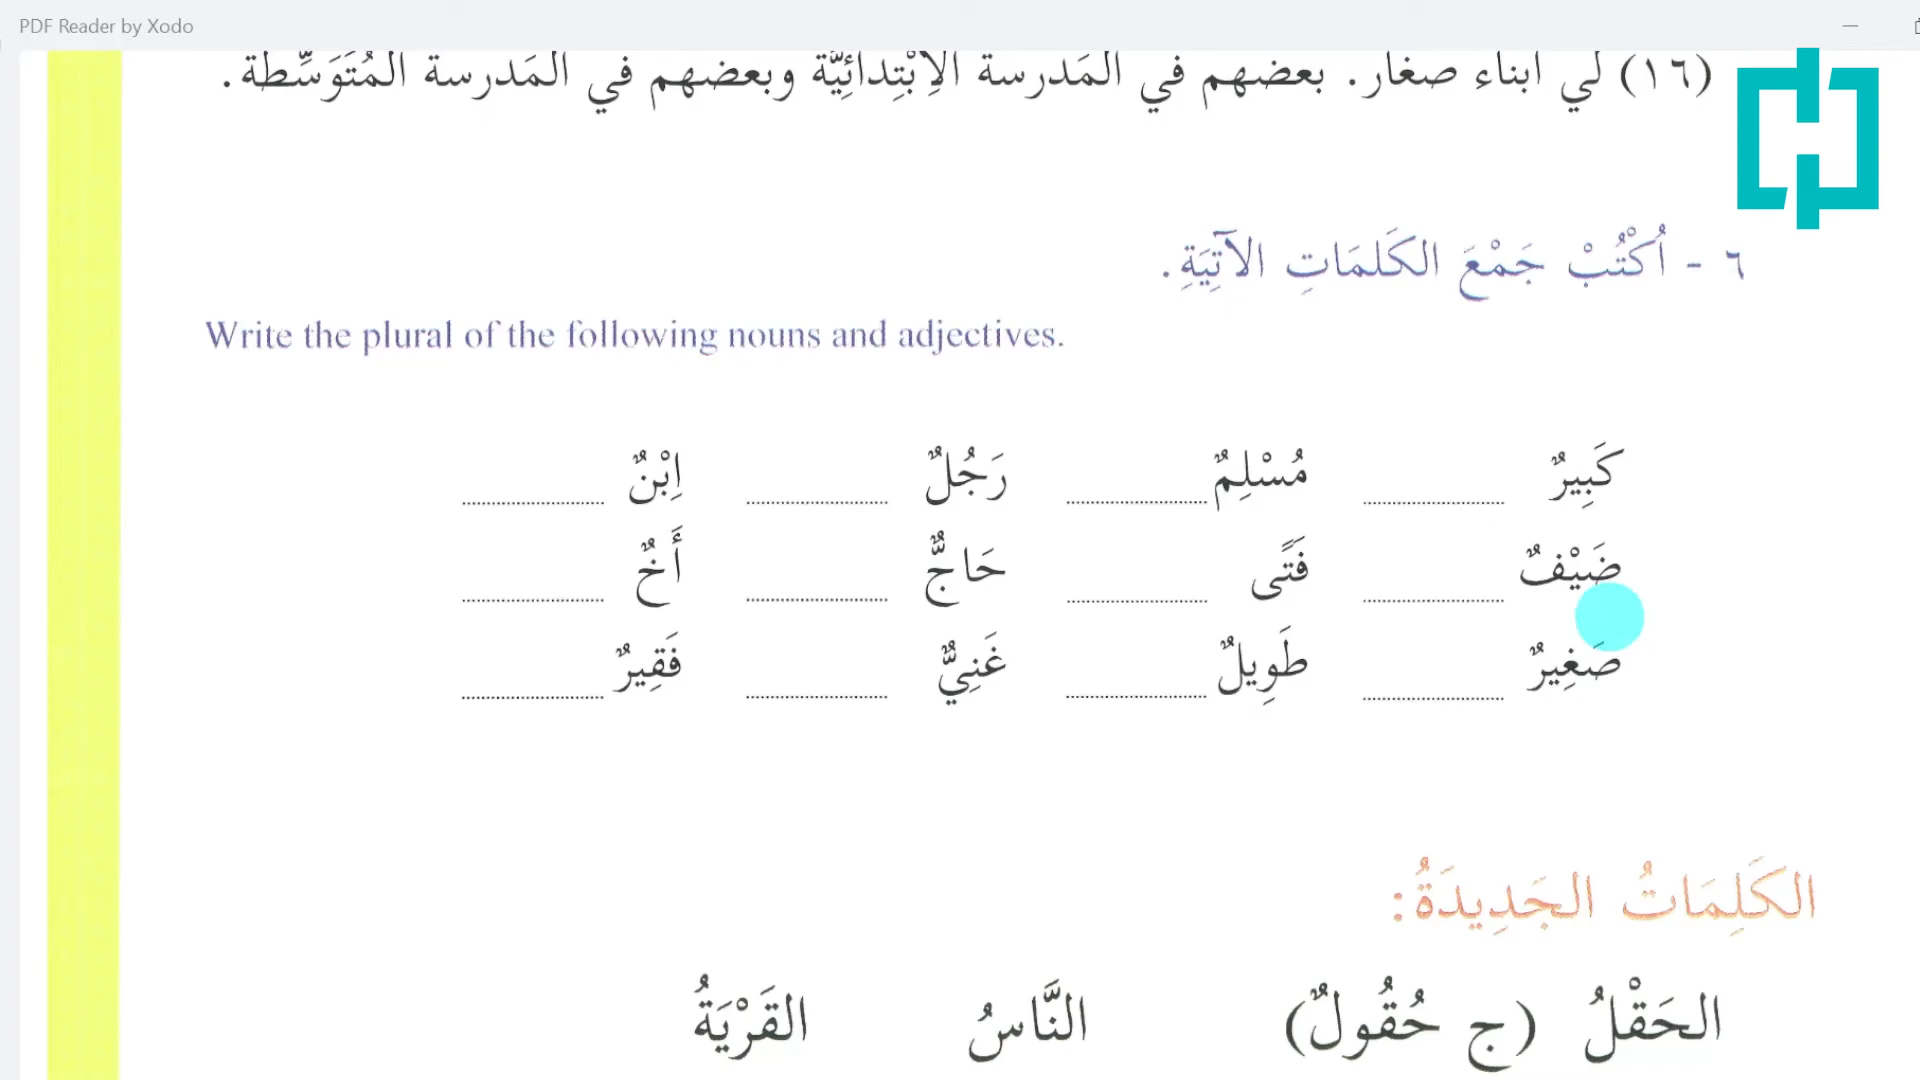 PDF Reader by Xodo
(١٦) لي أبناء صغار. بعضهم في المَدرسة الاِبْتِدائِيَّة وبعضهم في المَدرسة المُتَوَسِّطة.
٦ - اُكْتُبْ جَمْعَ الكَلمَاتِ الآتِيَةِ.
Write the plural of the following nouns and adjectives.
كَبِيرٌ .................... مُسْلِمٌ .................... رَجُلٌ .................... اِبْنٌ ....................
ضَيْفٌ .................... فَتًى .................... حَاجٌّ .................... أَخٌ ....................
صَغِيرٌ .................... طَوِيلٌ .................... غَنِيٌّ .................... فَقِيرٌ ....................
الكَلِمَاتُ الجَدِيدَةُ:
الحَقْلُ (ج حُقُولٌ) النَّاسُ القَرْيَةُ